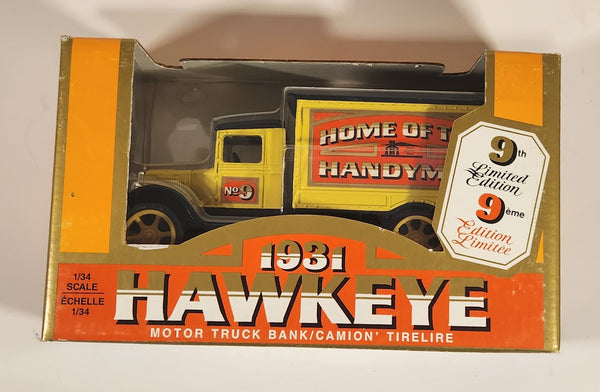 HOME OF T
HANDYM
No 9
9th
Limited
Edition
9ème
Edition
Limitée
1/34
SCALE
ÉCHELLE
1/34
1931
HAWKEYE
MOTOR TRUCK BANK/CAMION' TIRELIRE